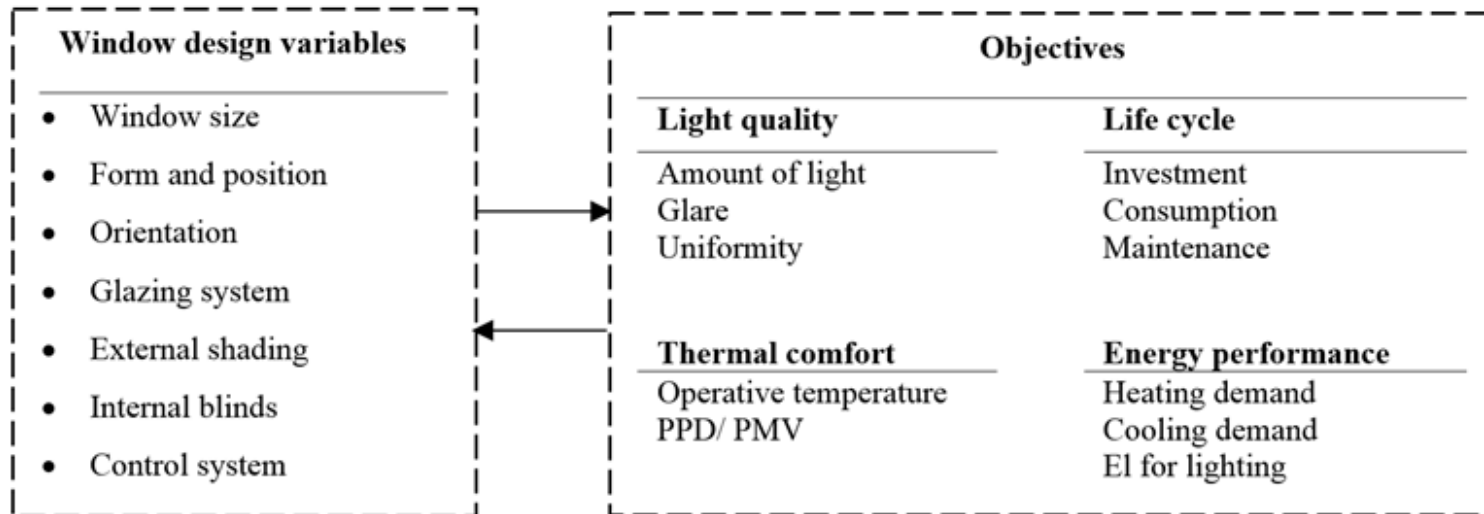 Window design variables
• Window size
• Form and position
• Orientation
• Glazing system
• External shading
• Internal blinds
• Control system
Objectives
Light quality
Amount of light
Glare
Uniformity
Life cycle
Investment
Consumption
Maintenance
Thermal comfort
Operative temperature
PPD/ PMV
Energy performance
Heating demand
Cooling demand
El for lighting